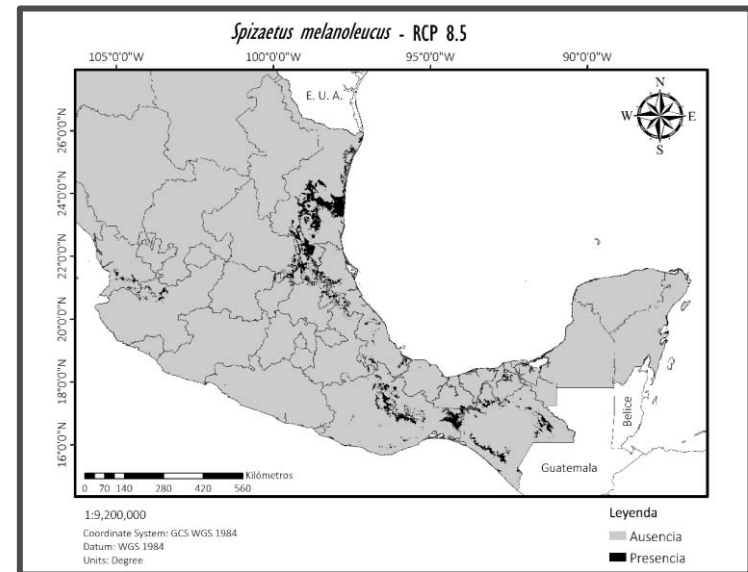 Spizaetus melanoleucus - RCP 8.5
105°0'0"W 100°0'0"W 95°0'0"W 90°0'0"W
E. U. A.
N
W E
S
26°0'0"N
24°0'0"N
22°0'0"N
20°0'0"N
18°0'0"N
16°0'0"N
Belice
Guatemala
Kilómetros
0 70 140 280 420 560
1:9,200,000
Coordinate System: GCS WGS 1984
Datum: WGS 1984
Units: Degree
Leyenda
Ausencia
Presencia